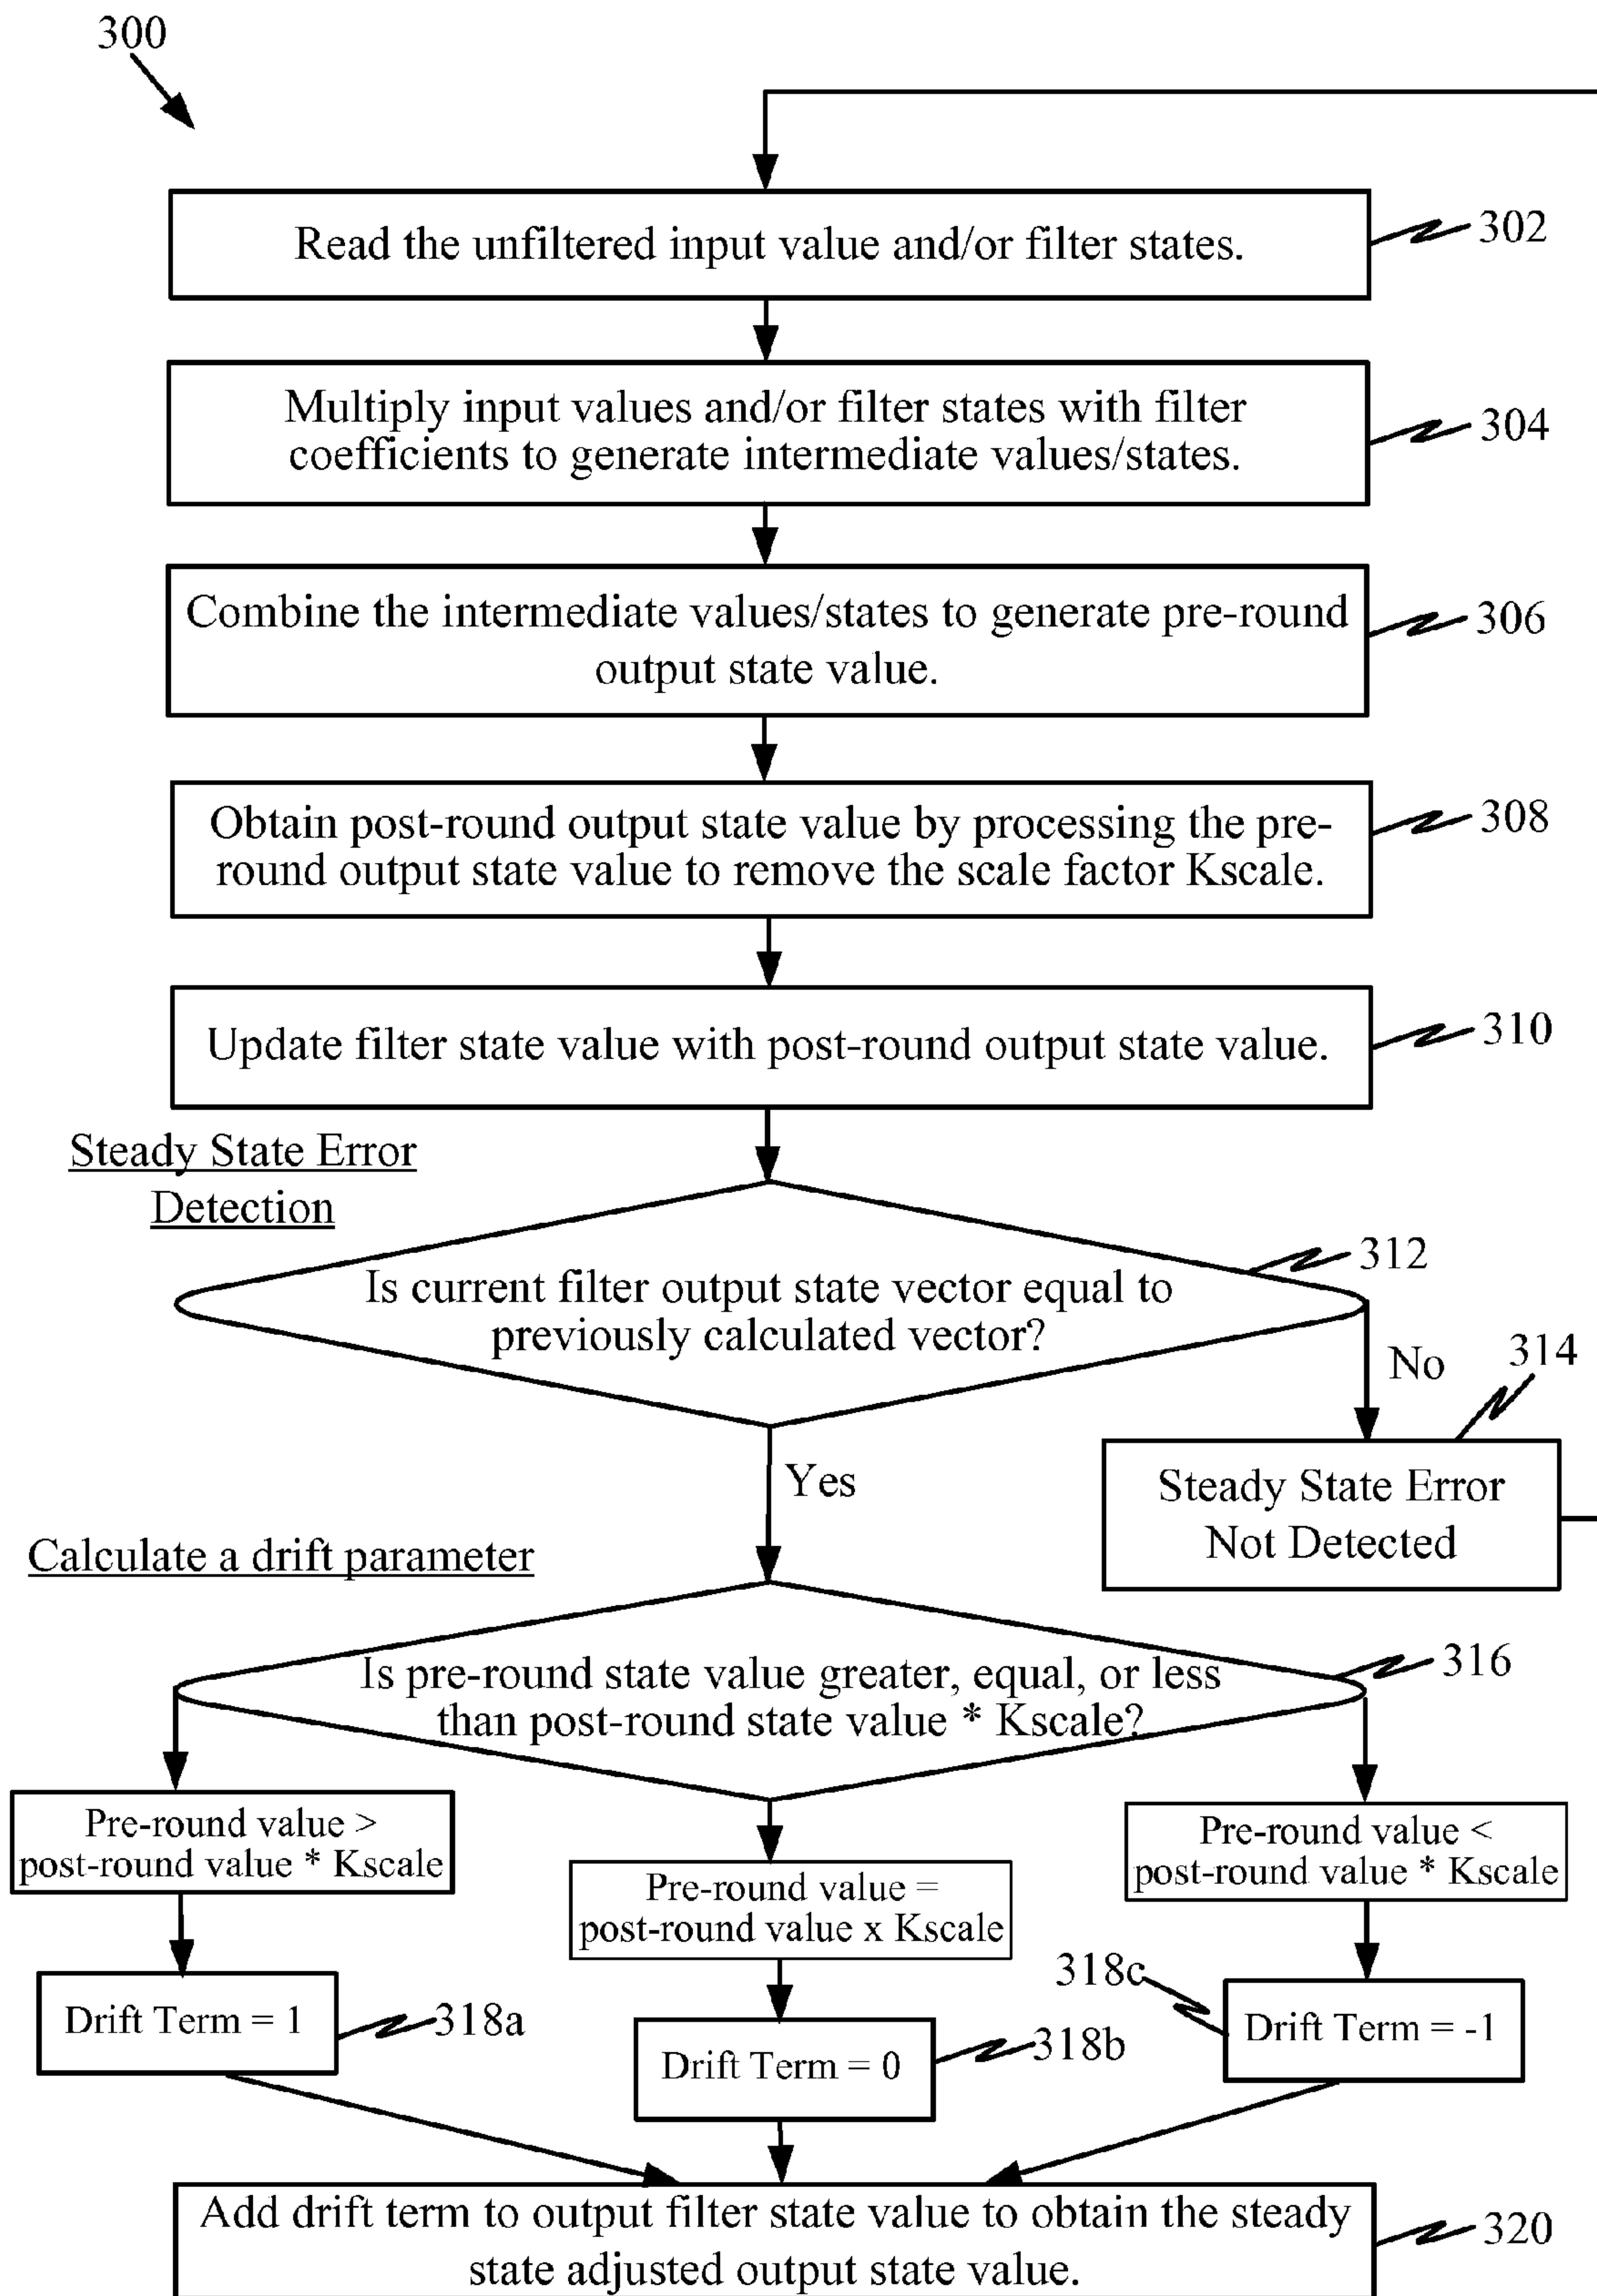 300
Read the unfiltered input value and/or filter states.
302
Multiply input values and/or filter states with filter
coefficients to generate intermediate values/states.
304
Combine the intermediate values/states to generate pre-round
output state value.
306
Obtain post-round output state value by processing the pre-
round output state value to remove the scale factor Kscale.
308
Update filter state value with post-round output state value.
310
Steady State Error
Detection
Is current filter output state vector equal to
previously calculated vector?
312
No
314
Steady State Error
Not Detected
Yes
Calculate a drift parameter
Is pre-round state value greater, equal, or less
than post-round state value * Kscale?
316
Pre-round value >
post-round value * Kscale
Pre-round value =
post-round value x Kscale
Pre-round value <
post-round value * Kscale
Drift Term = 1
318a
Drift Term = 0
318b
318c
Drift Term = -1
Add drift term to output filter state value to obtain the steady
state adjusted output state value.
320